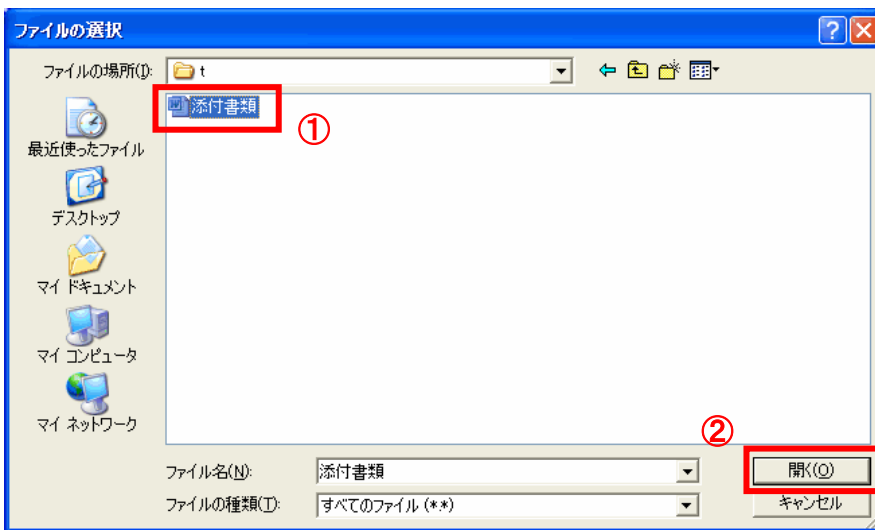 ファイルの選択
ファイルの場所(I):
t
添付書類
①
最近使ったファイル
デスクトップ
マイ ドキュメント
マイ コンピュータ
マイ ネットワーク
②
ファイル名(N):
添付書類
開く(O)
ファイルの種類(T):
すべてのファイル (**)
キャンセル